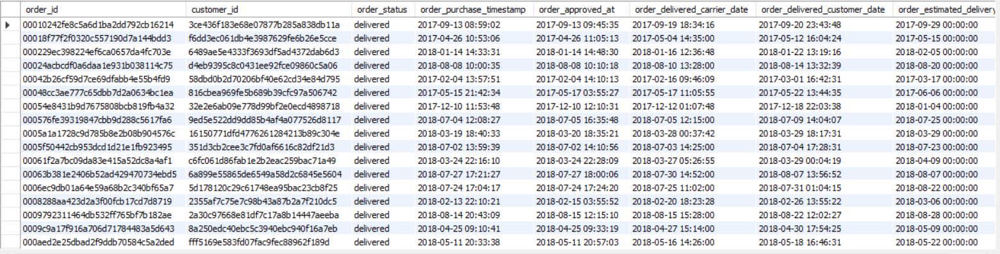 order_id customer_id order_status order_purchase_timestamp order_approved_at order_delivered_carrier_date order_delivered_customer_date order_estimated_delivery
00010242fe8c5a6d1ba2dd792cb16214 3ce436f183e68e07877b285a838db11a delivered 2017-09-13 08:59:02 2017-09-13 09:45:35 2017-09-19 18:34:16 2017-09-20 23:43:48 2017-09-29 00:00:00
00018f77f2f0320c557190d7a144bdd3 f6dd3ec061db4e3987629fe6b26e5cce delivered 2017-04-26 10:53:06 2017-04-26 11:05:13 2017-05-04 14:35:00 2017-05-12 16:04:24 2017-05-15 00:00:00
000229ec398224ef6ca0657da4fc703e 6489ae5e4333f3693df5ad4372dab6d3 delivered 2018-01-14 14:33:31 2018-01-14 14:48:30 2018-01-16 12:36:48 2018-01-22 13:19:16 2018-02-05 00:00:00
00024acbcdf0a6daa1e931b038114c75 d4eb9395c8c0431ee92fce09860c5a06 delivered 2018-08-08 10:00:35 2018-08-08 10:10:18 2018-08-10 13:28:00 2018-08-14 13:32:39 2018-08-20 00:00:00
00042b26cf59d7ce69dfabb4e55b4fd9 58dbd0b2d70206bf40e62cd34e84d795 delivered 2017-02-04 13:57:51 2017-02-04 14:10:13 2017-02-16 09:46:09 2017-03-01 16:42:31 2017-03-17 00:00:00
00048cc3ae777c65dbb7d2a0634bc1ea 816cbea969fe5b689b39cfc97a506742 delivered 2017-05-15 21:42:34 2017-05-17 03:55:27 2017-05-17 11:05:55 2017-05-22 13:44:35 2017-06-06 00:00:00
00054e8431b9d7675808bcb819fb4a32 32e2e6ab09e778d99bf2e0ecd4898718 delivered 2017-12-10 11:53:48 2017-12-10 12:10:31 2017-12-12 01:07:48 2017-12-18 22:03:38 2018-01-04 00:00:00
000576fe39319847cbb9d288c5617fa6 9ed5e522dd9dd85b4af4a077526d8117 delivered 2018-07-04 12:08:27 2018-07-05 16:35:48 2018-07-05 12:15:00 2018-07-09 14:04:07 2018-07-25 00:00:00
0005a1a1728c9d785b8e2b08b904576c 16150771dfd4776261284213b89c304e delivered 2018-03-19 18:40:33 2018-03-20 18:35:21 2018-03-28 00:37:42 2018-03-29 18:17:31 2018-03-29 00:00:00
0005f50442cb953dcd1d21e1fb923495 351d3cb2cee3c7fd0af6616c82df21d3 delivered 2018-07-02 13:59:39 2018-07-02 14:10:56 2018-07-03 14:25:00 2018-07-04 17:28:31 2018-07-23 00:00:00
00061f2a7bc09da83e415a52dc8a4af1 c6fc061d86fab1e2b2eac259bac71a49 delivered 2018-03-24 22:16:10 2018-03-24 22:28:09 2018-03-27 05:26:55 2018-03-29 00:04:19 2018-04-09 00:00:00
00063b381e2406b52ad429470734ebd5 6a899e55865de6549a58d2c6845e5604 delivered 2018-07-27 17:21:27 2018-07-27 18:00:06 2018-07-30 14:52:00 2018-08-07 13:56:52 2018-08-07 00:00:00
0006ec9db01a64e59a68b2c340bf65a7 5d178120c29c61748ea95bac23cb8f25 delivered 2018-07-24 17:04:17 2018-07-24 17:24:20 2018-07-25 11:02:00 2018-07-31 01:04:15 2018-08-22 00:00:00
0008288aa423d2a3f00fcb17cd7d8719 2355af7c75e7c98b43a87b2a7f210dc5 delivered 2018-02-13 22:10:21 2018-02-15 03:55:52 2018-02-20 18:23:28 2018-02-26 13:55:22 2018-03-06 00:00:00
0009792311464db532ff765bf7b182ae 2a30c97668e81df7c17a8b14447aeeba delivered 2018-08-14 20:43:09 2018-08-15 12:15:10 2018-08-15 15:28:00 2018-08-22 12:02:27 2018-08-28 00:00:00
0009c9a17f916a706d71784483a5d643 8a250edc40ebc5c3940ebc940f16a7eb delivered 2018-04-25 09:10:41 2018-04-25 09:33:19 2018-04-27 15:14:00 2018-04-30 17:54:25 2018-05-09 00:00:00
000aed2e25dbad2f9ddb70584c5a2ded fff5169e583fd07fac9fec88962f189d delivered 2018-05-11 20:33:38 2018-05-11 20:57:03 2018-05-16 14:26:00 2018-05-18 16:46:31 2018-05-22 00:00:00